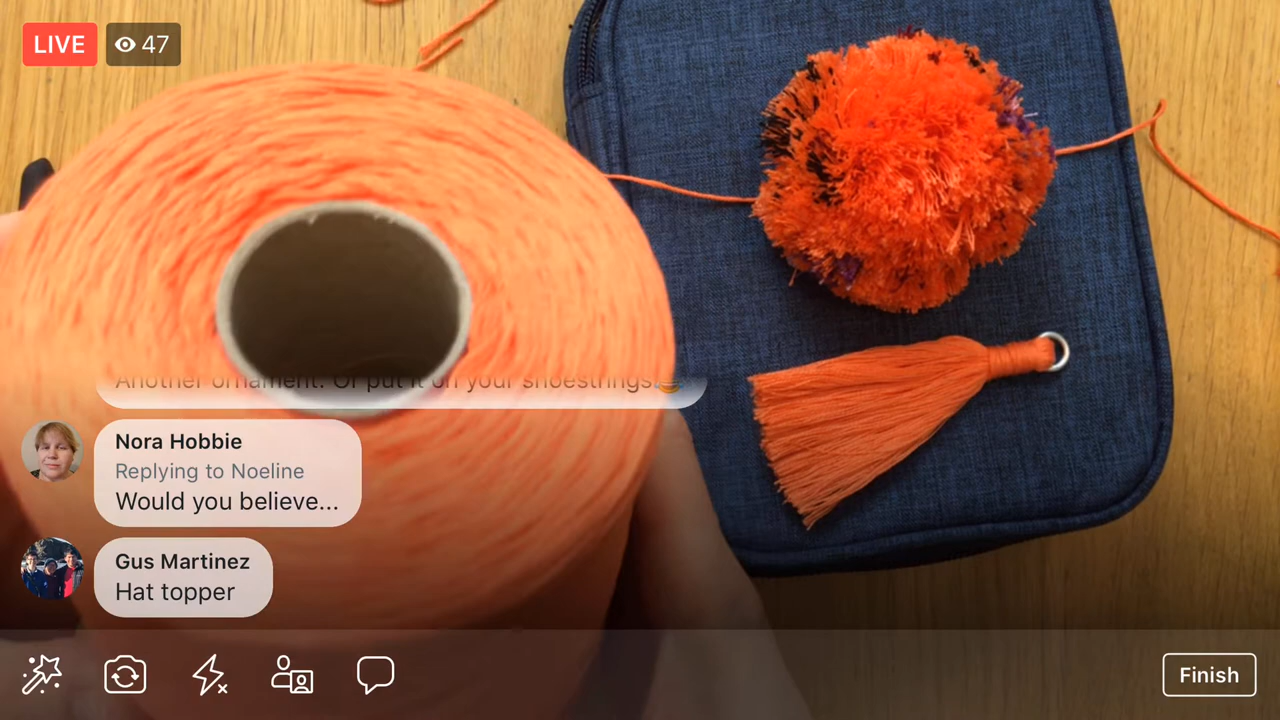 LIVE
47
Another ornament. Or put it on your shoestrings
Nora Hobbie
Replying to Noeline
Would you believe...
Gus Martinez
Hat topper
Finish